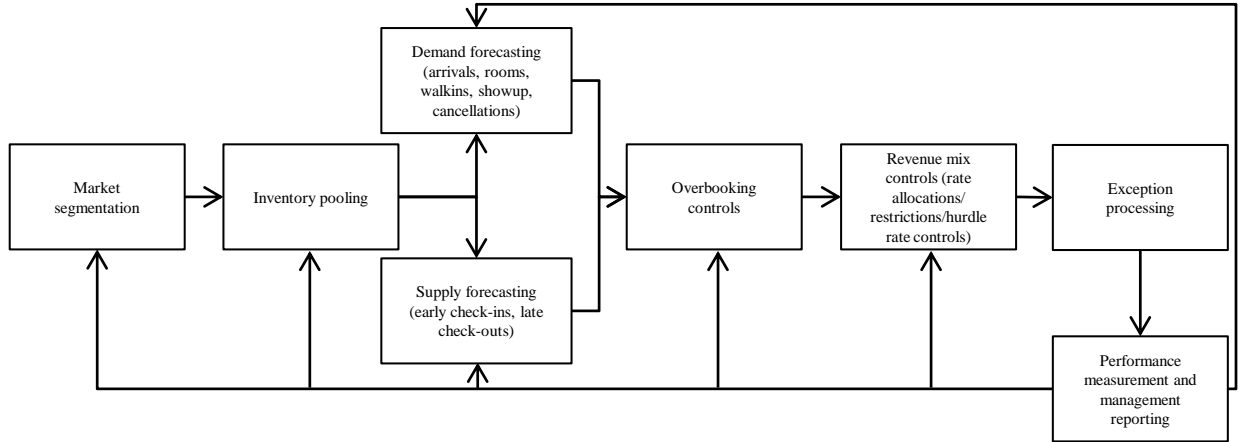 Market
segmentation
Inventory pooling
Demand forecasting
(arrivals, rooms,
walkins, showup,
cancellations)
Supply forecasting
(early check-ins, late
check-outs)
Overbooking
controls
Revenue mix
controls (rate
allocations/
restrictions/hurdle
rate controls)
Exception
processing
Performance
measurement and
management
reporting